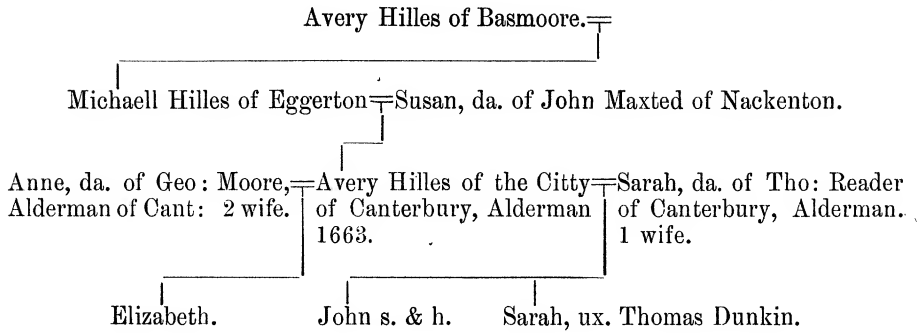 Avery Hilles of Basmoore.
Michaell Hilles of Eggerton Susan, da. of John Maxted of Nackenton.
Anne, da. of Geo: Moore,
Alderman of Cant: 2 wife.
Avery Hilles of the Citty
of Canterbury, Alderman
1663.
Sarah, da. of Tho: Reader
of Canterbury, Alderman.
1 wife.
Elizabeth.
John s. & h.
Sarah, ux. Thomas Dunkin.